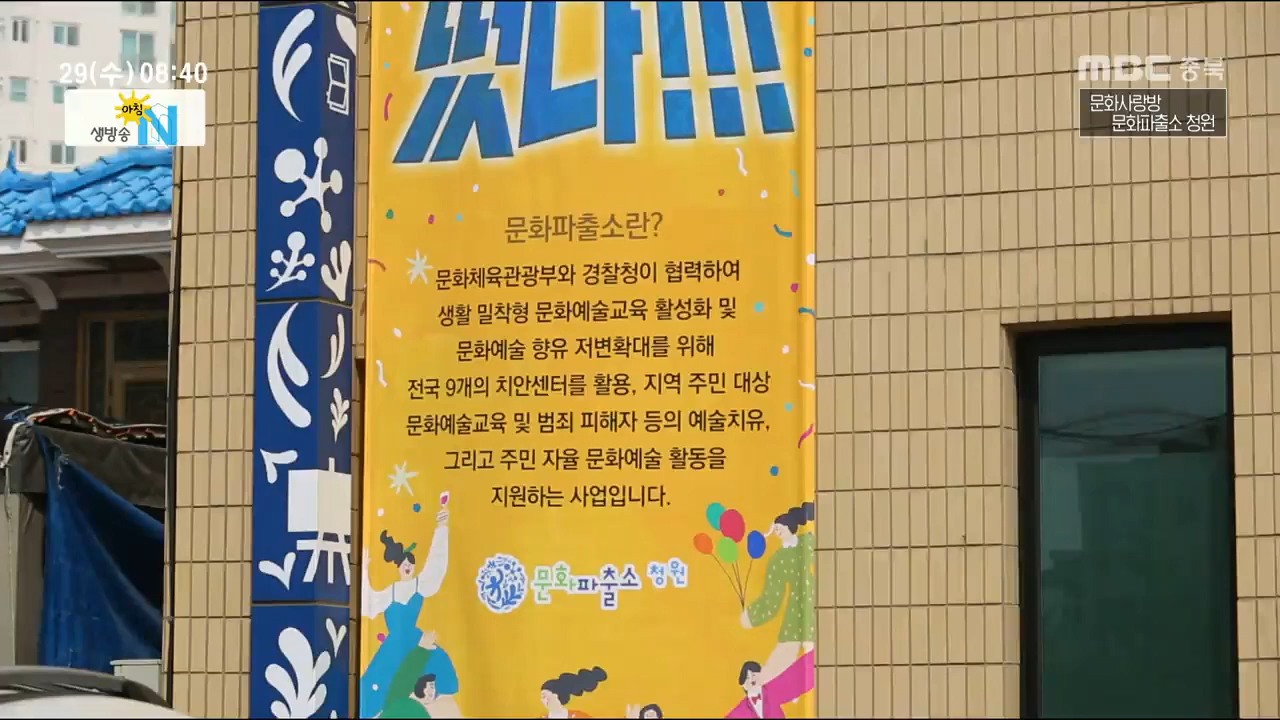 29(수) 08:40
아침
생방송 N
MBC 충북
문화사랑방
문화파출소 청원
떴다!!!
문화파출소란?
문화체육관광부와 경찰청이 협력하여
생활 밀착형 문화예술교육 활성화 및
문화예술 향유 저변확대를 위해
전국 9개의 치안센터를 활용, 지역 주민 대상
문화예술교육 및 범죄 피해자 등의 예술치유,
그리고 주민 자율 문화예술 활동을
지원하는 사업입니다.
문화파출소 청원